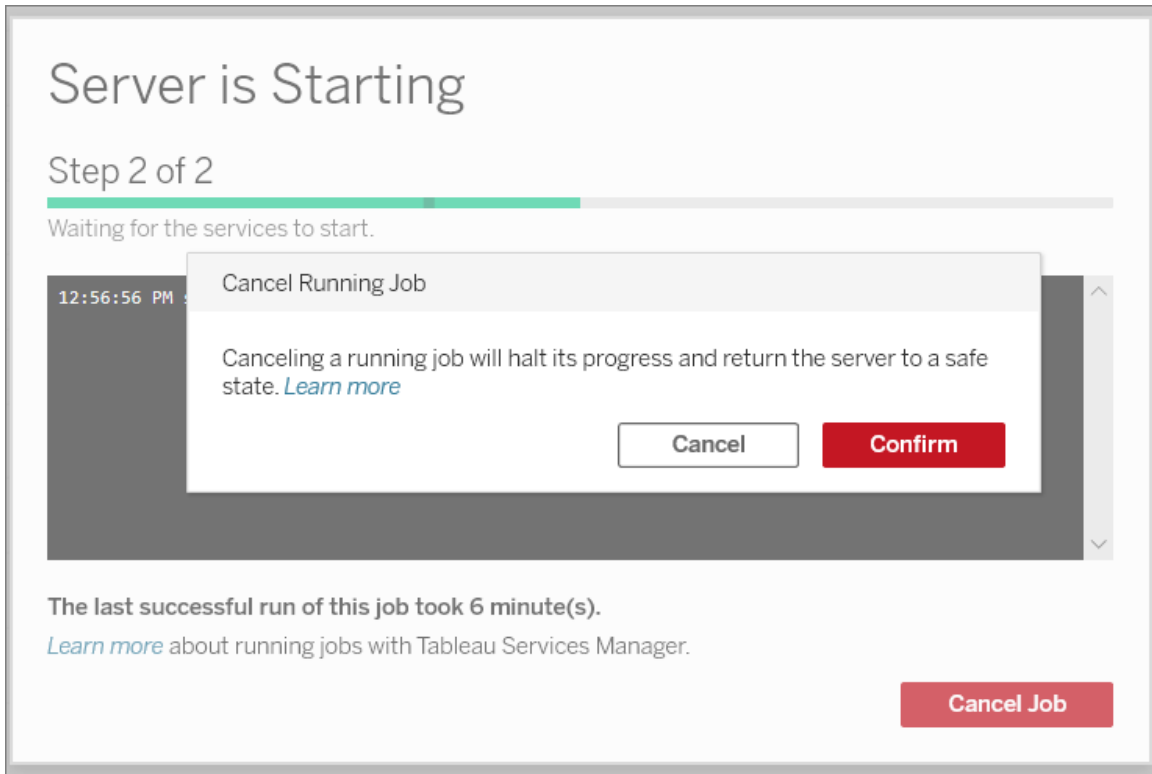 Server is Starting
Step 2 of 2
Waiting for the services to start.
12:56:56 PM
Cancel Running Job
Canceling a running job will halt its progress and return the server to a safe
state. Learn more
Cancel
Confirm
The last successful run of this job took 6 minute(s).
Learn more about running jobs with Tableau Services Manager.
Cancel Job